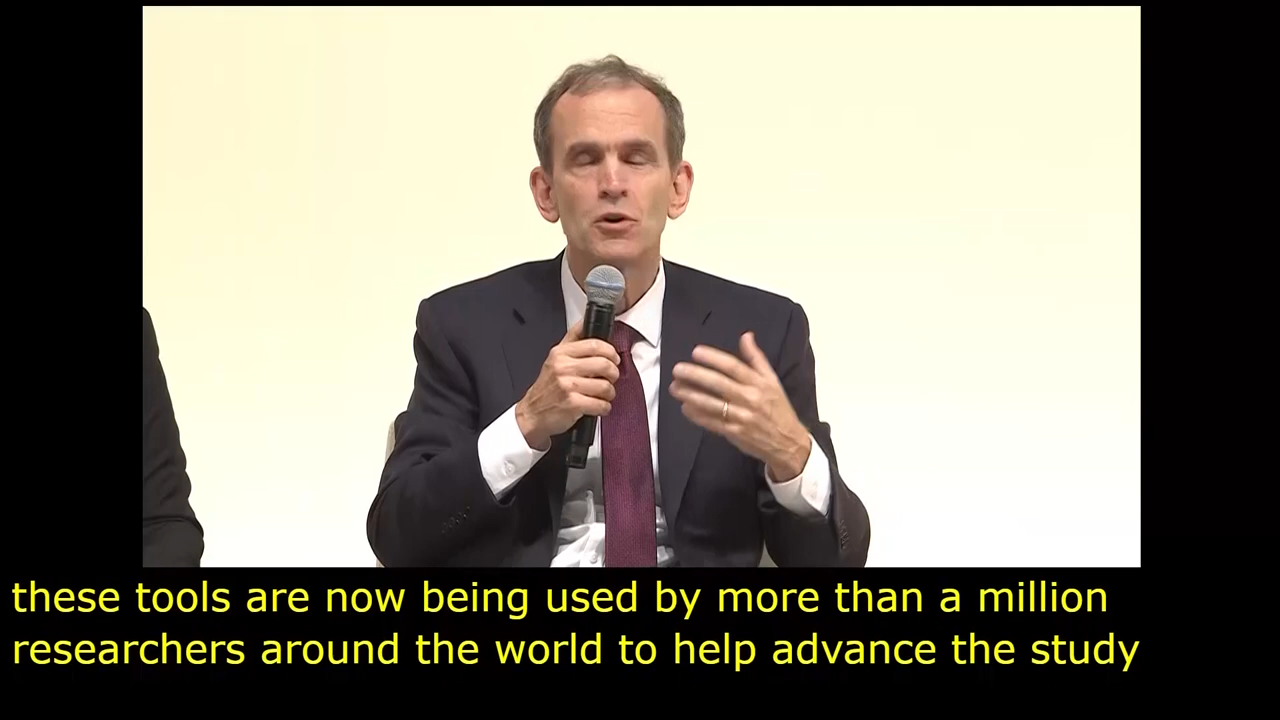 these tools are now being used by more than a million
researchers around the world to help advance the study